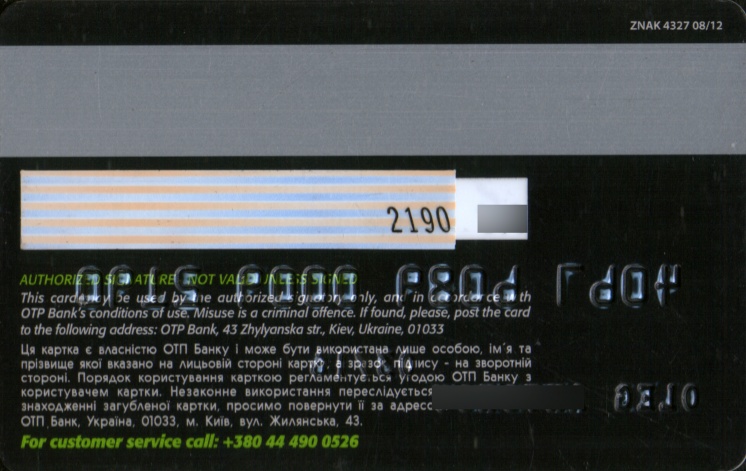 ZNAK 4327 08/12
2190
AUTHORIZED SIGNATURE. NOT VALID UNLESS SIGNED
This card may be used by the authorized signatory only, and in accordance with
OTP Bank's conditions of use. Misuse is a criminal offence. If found, please, post the card
to the following address: OTP Bank, 43 Zhylyanska str., Kiev, Ukraine, 01033
Ця картка є власністю ОТП Банку і може бути використана лише особою, ім'я та
прізвище якої вказано на лицьовій стороні картки, а зразок підпису - на зворотній
стороні. Порядок користування карткою регламентується угодою ОТП Банку з
користувачем картки. Незаконне використання переслідується
знаходженні загубленої картки, просимо повернути її за адресо
ОТП Банк, Україна, 01033, м. Київ, вул. Жилянська, 43.
For customer service call: +380 44 490 0526